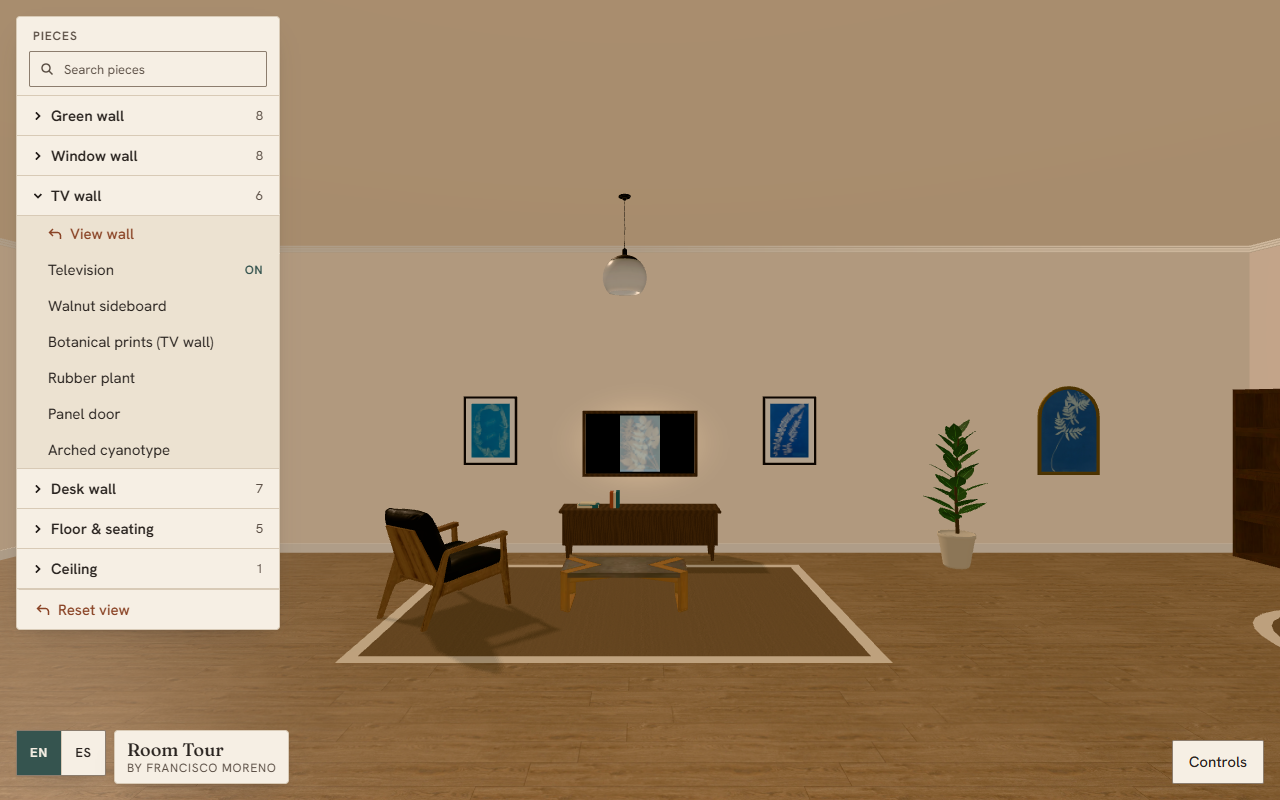 PIECES
Search pieces
Green wall 8
Window wall 8
TV wall 6
View wall
Television ON
Walnut sideboard
Botanical prints (TV wall)
Rubber plant
Panel door
Arched cyanotype
Desk wall 7
Floor & seating 5
Ceiling 1
Reset view
EN ES
Room Tour
BY FRANCISCO MORENO
Controls